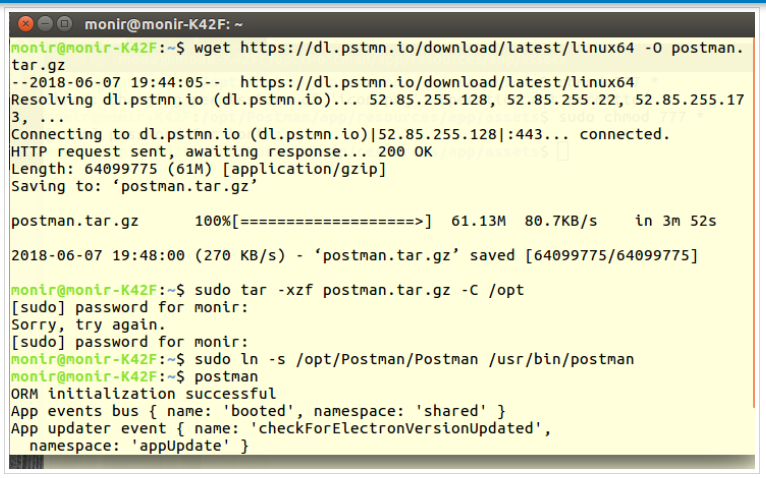 monir@monir-K42F: ~
monir@monir-K42F:~$ wget https://dl.pstmn.io/download/latest/linux64 -O postman.
tar.gz
--2018-06-07 19:44:05--  https://dl.pstmn.io/download/latest/linux64
Resolving dl.pstmn.io (dl.pstmn.io)... 52.85.255.128, 52.85.255.22, 52.85.255.17
3, ...
Connecting to dl.pstmn.io (dl.pstmn.io)|52.85.255.128|:443... connected.
HTTP request sent, awaiting response... 200 OK
Length: 64099775 (61M) [application/gzip]
Saving to: ‘postman.tar.gz’
postman.tar.gz      100%[===================>]  61.13M  80.7KB/s    in 3m 52s
2018-06-07 19:48:00 (270 KB/s) - ‘postman.tar.gz’ saved [64099775/64099775]
monir@monir-K42F:~$ sudo tar -xzf postman.tar.gz -C /opt
[sudo] password for monir:
Sorry, try again.
[sudo] password for monir:
monir@monir-K42F:~$ sudo ln -s /opt/Postman/Postman /usr/bin/postman
monir@monir-K42F:~$ postman
ORM initialization successful
App events bus { name: 'booted', namespace: 'shared' }
App updater event { name: 'checkForElectronVersionUpdated',
  namespace: 'appUpdate' }